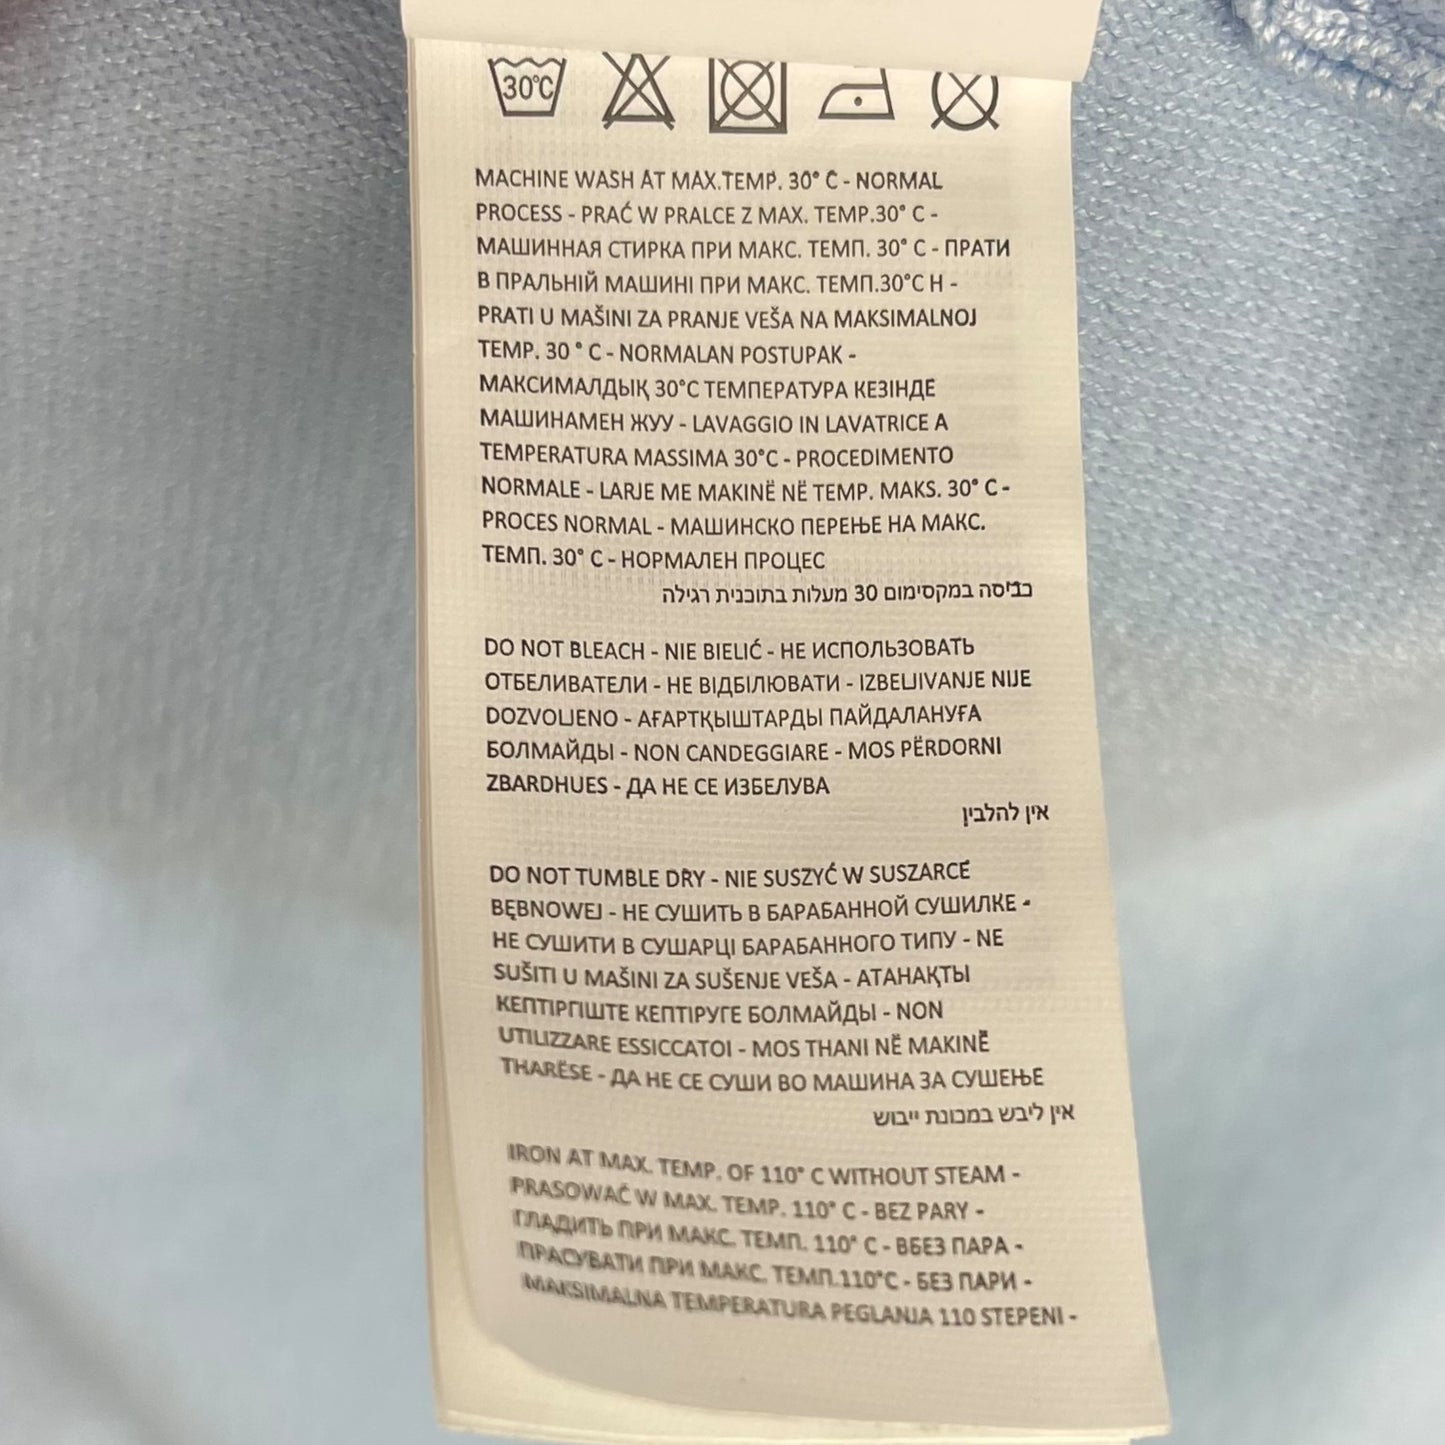 30°C
MACHINE WASH AT MAX.TEMP. 30° C - NORMAL
PROCESS - PRAĆ W PRALCE Z MAX. TEMP.30° C -
МАШИННАЯ СТИРКА ПРИ МАКС. ТЕМП. 30° C - ПРАТИ
В ПРАЛЬНІЙ МАШИНІ ПРИ МАКС. ТЕМП.30°С Н -
PRATI U MAŠINI ZA PRANJE VEŠA NA MAKSIMALNOJ
TEMP. 30 ° C - NORMALAN POSTUPAK -
МАКСИМАЛДЫҚ 30°С ТЕМПЕРАТУРА КЕЗІНДЕ
МАШИНАМЕН ЖУУ - LAVAGGIO IN LAVATRICE A
TEMPERATURA MASSIMA 30°C - PROCEDIMENTO
NORMALE - LARJE ME MAKINË NË TEMP. MAKS. 30° C -
PROCES NORMAL - МАШИНСКО ПЕРЕЊЕ НА МАКС.
ТЕМП. 30° C - НОРМАЛЕН ПРОЦЕС
כביסה במקסימום 30 מעלות בתוכנית רגילה
DO NOT BLEACH - NIE BIELIĆ - НЕ ИСПОЛЬЗОВАТЬ
ОТБЕЛИВАТЕЛИ - НЕ ВІДБІЛЮВАТИ - IZBELJIVANJE NIJE
DOZVOLJENO - АҒАРТҚЫШТАРДЫ ПАЙДАЛАНУҒА
БОЛМАЙДЫ - NON CANDEGGIARE - MOS PËRDORNI
ZBARDHUES - ДА НЕ СЕ ИЗБЕЛУВА
אין להלבין
DO NOT TUMBLE DRY - NIE SUSZYĆ W SUSZARCE
BĘBNOWEJ - НЕ СУШИТЬ В БАРАБАННОЙ СУШИЛКЕ -
НЕ СУШИТИ В СУШАРЦІ БАРАБАННОГО ТИПУ - NE
SUŠITI U MAŠINI ZA SUŠENJE VEŠA - АТАНАҚТЫ
КЕПТІРГІШТЕ КЕПТІРУГЕ БОЛМАЙДЫ - NON
UTILIZZARE ESSICCATOI - MOS THANI NË MAKINË
THARËSE - ДА НЕ СЕ СУШИ ВО МАШИНА ЗА СУШЕЊЕ
אין ליבש במכונת ייבוש
IRON AT MAX. TEMP. OF 110° C WITHOUT STEAM -
PRASOWAĆ W MAX. TEMP. 110° C - BEZ PARY -
ГЛАДИТЬ ПРИ МАКС. ТЕМП. 110° C - ВБЕЗ ПАРА -
ПРАСУВАТИ ПРИ МАКС. ТЕМП.110°С - БЕЗ ПАРИ -
MAKSIMALNA TEMPERATURA PEGLANJA 110 STEPENI -